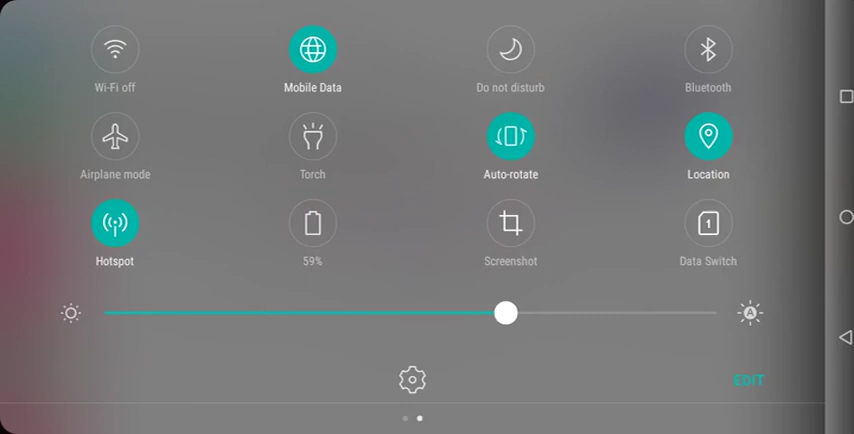 Wi-Fi off
Mobile Data
Do not disturb
Bluetooth
Airplane mode
Torch
Auto-rotate
Location
Hotspot
59%
Screenshot
1
Data Switch
A
EDIT